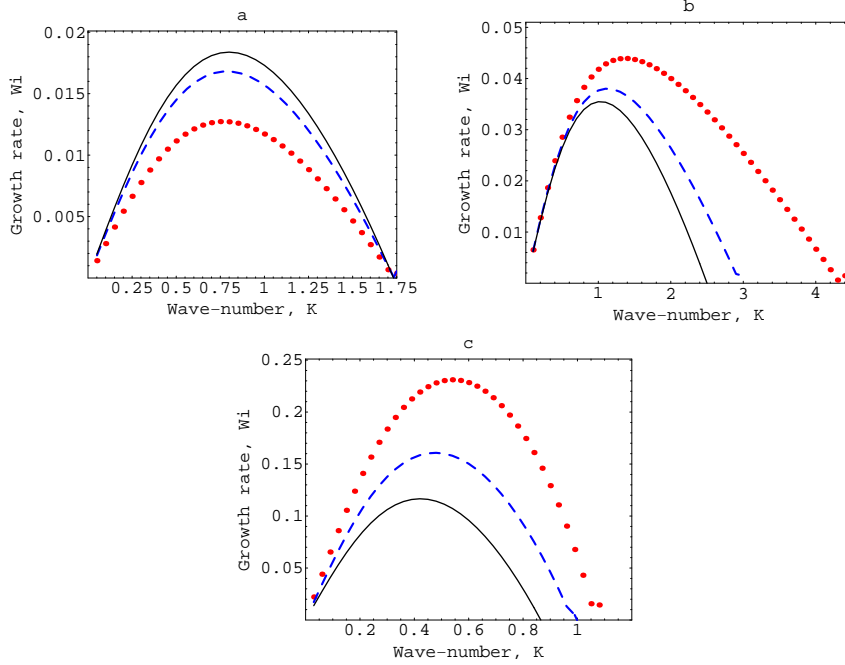 a
Growth rate, Wi
0.02
0.015
0.01
0.005
0.25 0.5 0.75 1 1.25 1.5 1.75
Wave-number, K
b
Growth rate, Wi
0.05
0.04
0.03
0.02
0.01
1 2 3 4
Wave-number, K
c
Growth rate, Wi
0.25
0.2
0.15
0.1
0.05
0.2 0.4 0.6 0.8 1
Wave-number, K